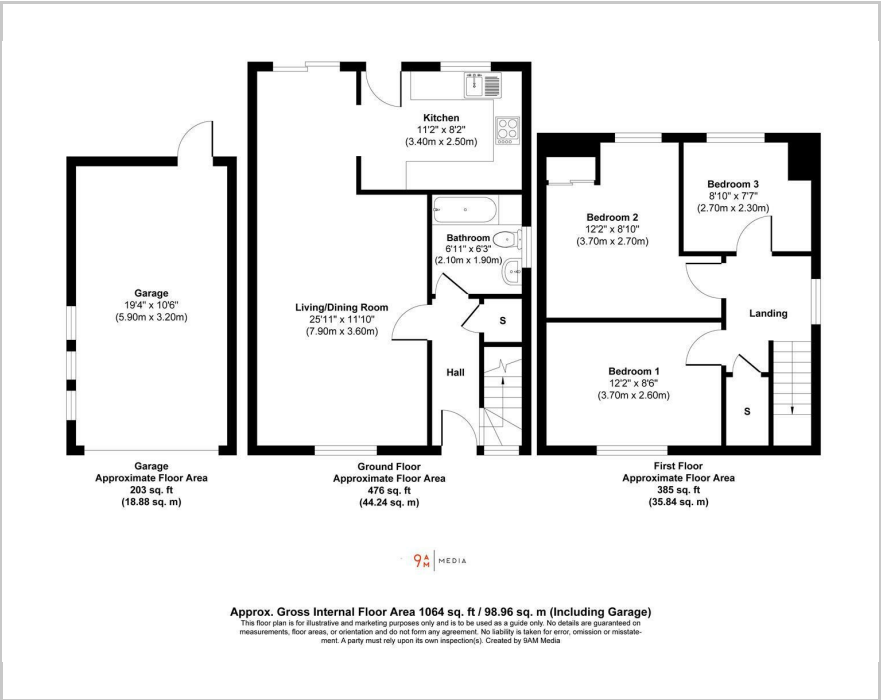 Garage
19'4" x 10'6"
(5.90m x 3.20m)
Garage
Approximate Floor Area
203 sq. ft
(18.88 sq. m)
Kitchen
11'2" x 8'2"
(3.40m x 2.50m)
Bathroom
6'11" x 6'3"
(2.10m x 1.90m)
Living/Dining Room
25'11" x 11'10"
(7.90m x 3.60m)
S
Hall
Ground Floor
Approximate Floor Area
476 sq. ft
(44.24 sq. m)
Bedroom 3
8'10" x 7'7"
(2.70m x 2.30m)
Bedroom 2
12'2" x 8'10"
(3.70m x 2.70m)
Landing
Bedroom 1
12'2" x 8'6"
(3.70m x 2.60m)
S
First Floor
Approximate Floor Area
385 sq. ft
(35.84 sq. m)
9AM MEDIA
Approx. Gross Internal Floor Area 1064 sq. ft / 98.96 sq. m (Including Garage)
This floor plan is for illustrative and marketing purposes only and is to be used as a guide only. No details are guaranteed on
measurements, floor areas, or orientation and do not form any agreement. No liability is taken for error, omission or misstate-
ment. A party must rely upon its own inspection(s). Created by 9AM Media